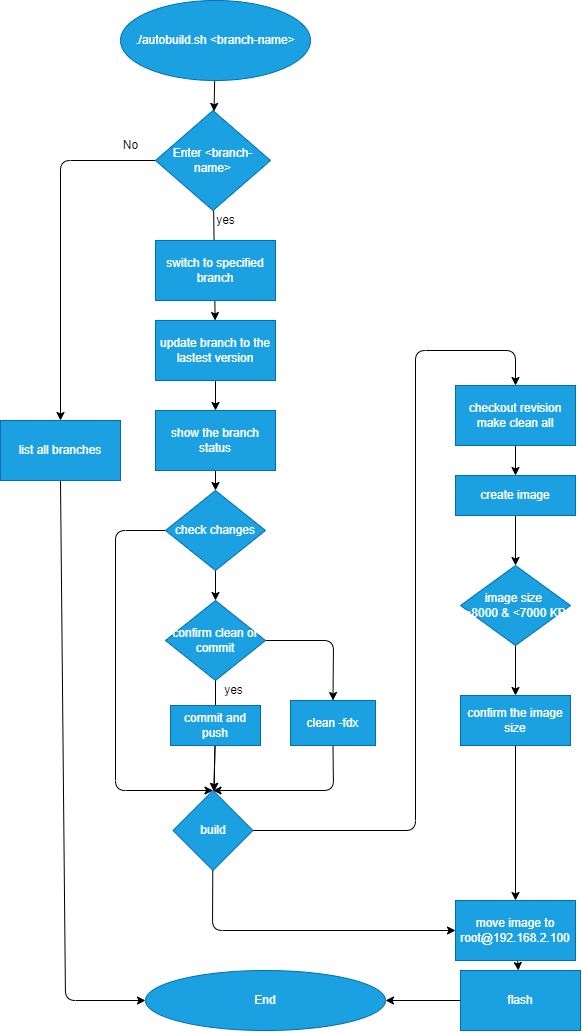 ./autobuild.sh <branch-name>
No
Enter <branch-
name>
yes
switch to specified
branch
update branch to the
lastest version
show the branch
status
list all branches
check changes
confirm clean or
commit
yes
commit and
push
clean -fdx
build
checkout revision
make clean all
create image
image size
>8000 & <7000 KB
confirm the image
size
move image to
root@192.168.2.100
flash
End